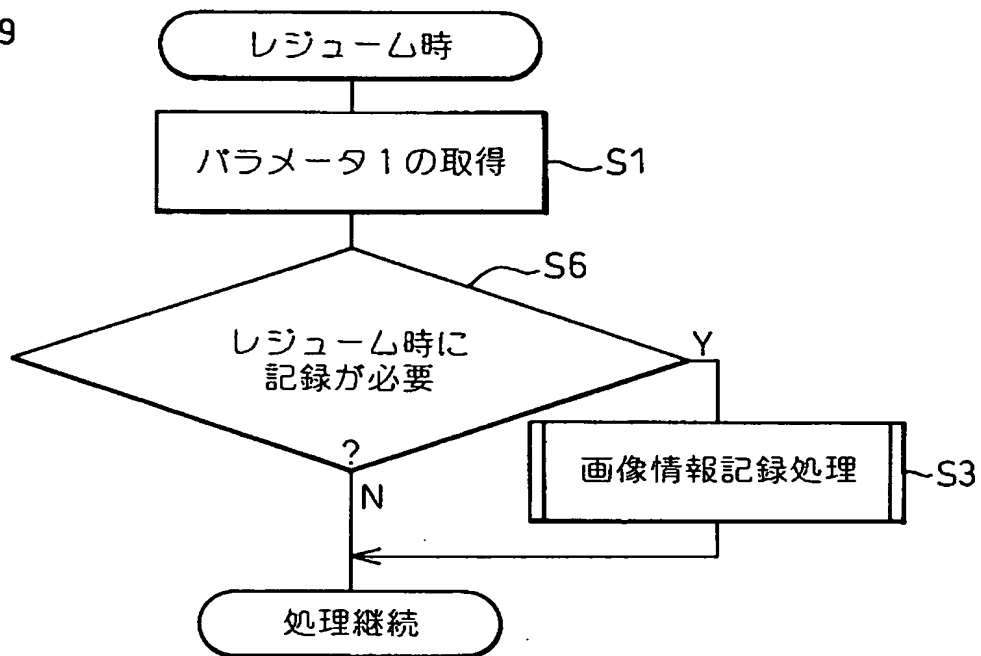 9
レジューム時
パラメータ1の取得
S1
S6
レジューム時に
記録が必要
?
Y
N
画像情報記録処理
S3
処理継続